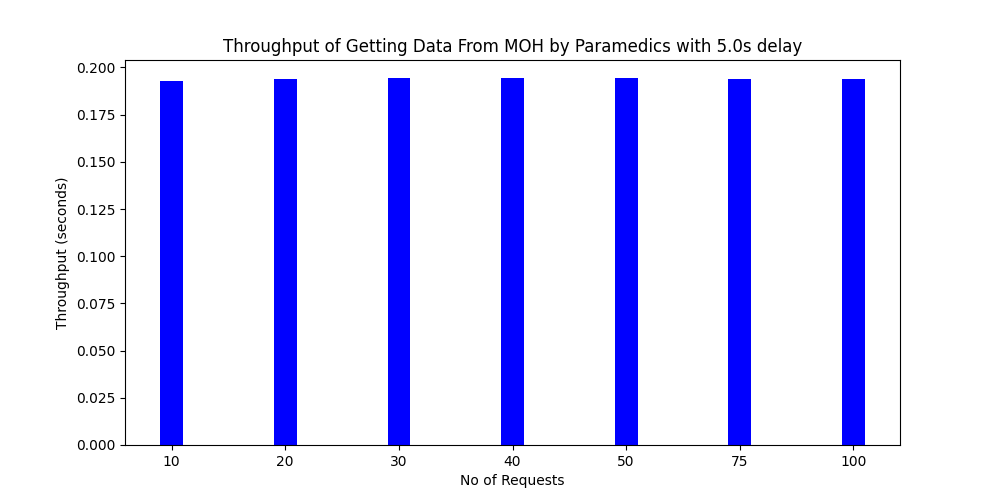 Throughput of Getting Data From MOH by Paramedics with 5.0s delay
0.200
0.175
0.150
0.125
0.100
0.075
0.050
0.025
0.000
Throughput (seconds)
10 20 30 40 50 75 100
No of Requests